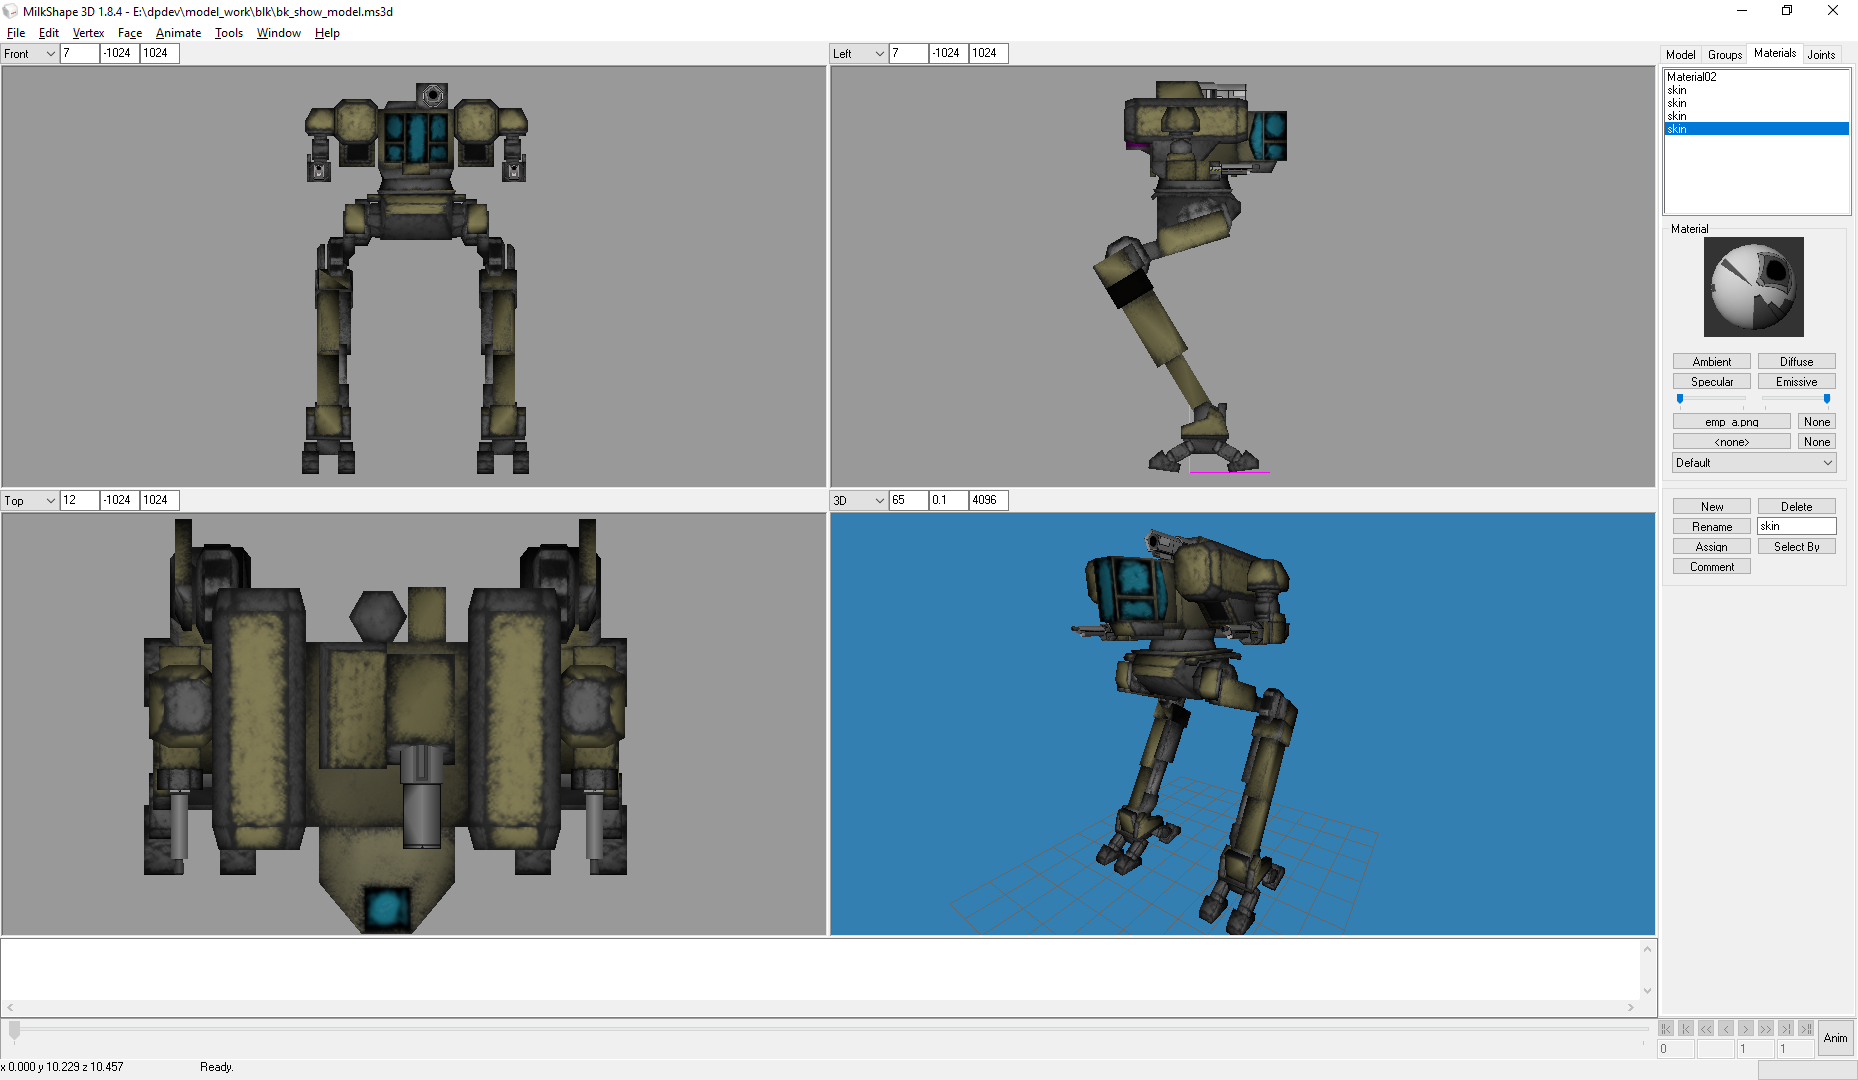 MilkShape 3D 1.8.4 - E:\dpdev\model_work\blk\bk_show_model.ms3d
File Edit Vertex Face Animate Tools Window Help
Front 7 -1024 1024
Left 7 -1024 1024
Model Groups Materials Joints
Material02
skin
skin
skin
skin
Material
Ambient Diffuse
Specular Emissive
emp_a.png None
<none> None
Default
Top 12 -1024 1024
3D 65 0.1 4096
New Delete
Rename skin
Assign Select By
Comment
Anim
0 1 1
x 0.000 y 10.229 z 10.457 Ready.